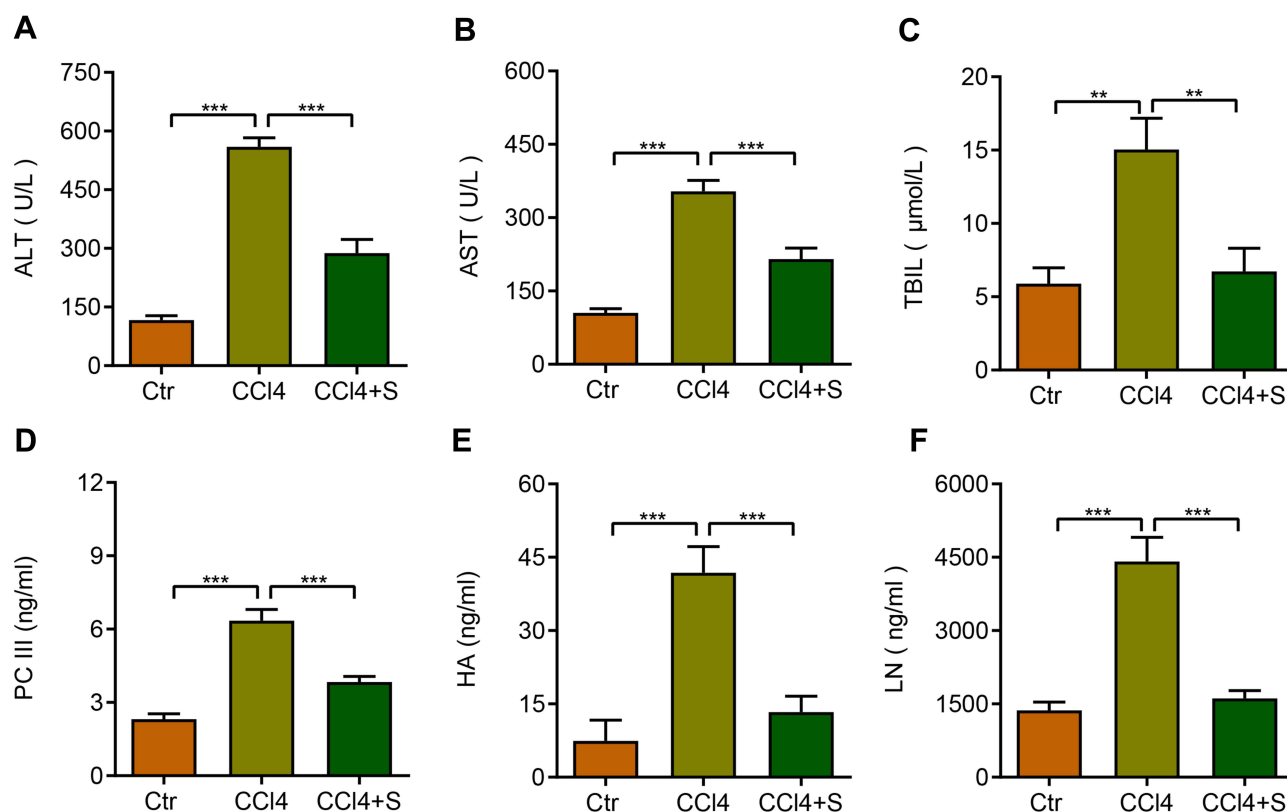 A
ALT ( U/L )
750
600
450
300
150
0
*** ***
Ctr CCl4 CCl4+S
B
AST ( U/L )
600
450
300
150
0
*** ***
Ctr CCl4 CCl4+S
C
TBIL ( μmol/L )
20
15
10
5
0
** **
Ctr CCl4 CCl4+S
D
PC III (ng/ml)
12
9
6
3
0
*** ***
Ctr CCl4 CCl4+S
E
HA (ng/ml)
60
45
30
15
0
*** ***
Ctr CCl4 CCl4+S
F
LN ( ng/ml )
6000
4500
3000
1500
0
*** ***
Ctr CCl4 CCl4+S